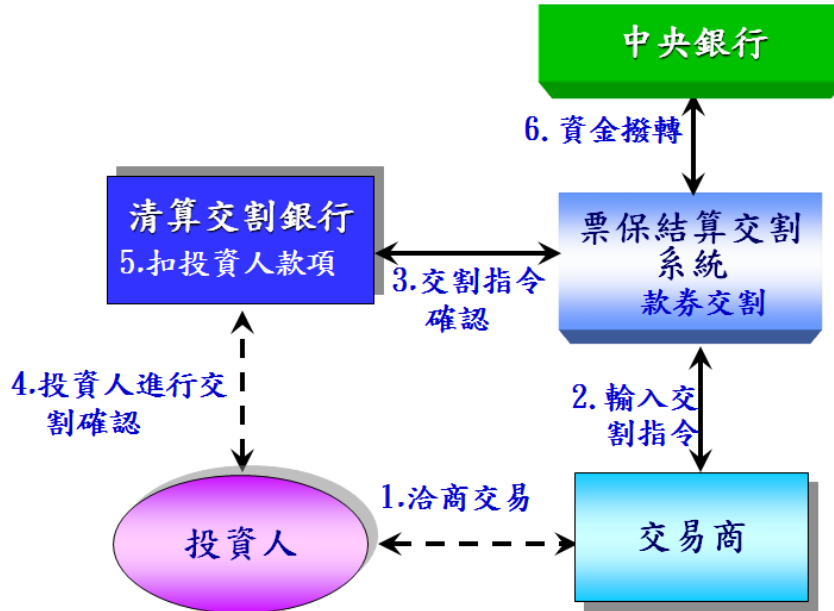 中央銀行
6.資金撥轉
清算交割銀行
5.扣投資人款項
票保結算交割
系統
款券交割
3.交割指令
確認
4.投資人進行交
割確認
2.輸入交
割指令
1.洽商交易
投資人
交易商